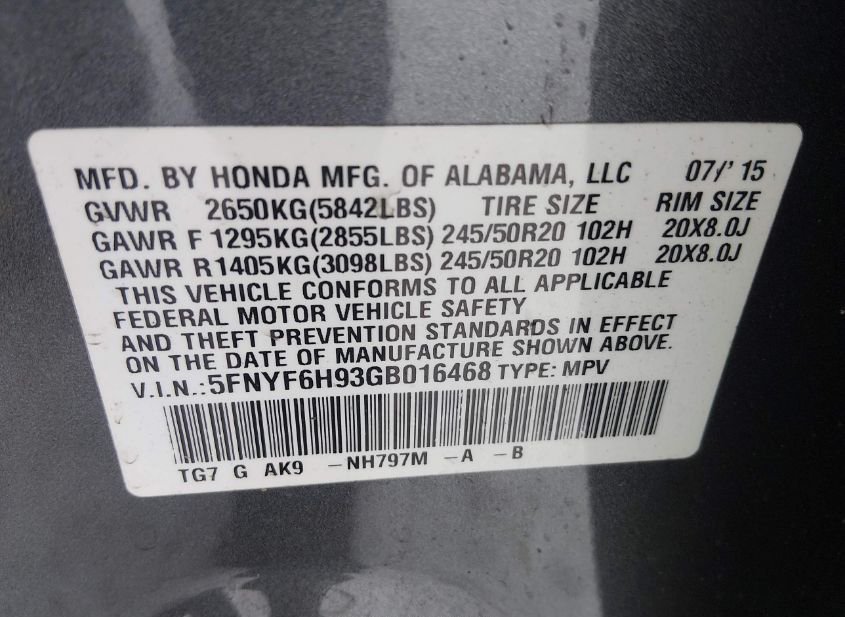 MFD. BY HONDA MFG. OF ALABAMA, LLC 07/' 15
GVWR 2650KG(5842LBS) TIRE SIZE RIM SIZE
GAWR F 1295KG(2855LBS) 245/50R20 102H 20X8.0J
GAWR R 1405KG(3098LBS) 245/50R20 102H 20X8.0J
THIS VEHICLE CONFORMS TO ALL APPLICABLE
FEDERAL MOTOR VEHICLE SAFETY
AND THEFT PREVENTION STANDARDS IN EFFECT
ON THE DATE OF MANUFACTURE SHOWN ABOVE.
V.I.N.: 5FNYF6H93GB016468 TYPE: MPV
TG7 G AK9 -NH797M -A -B